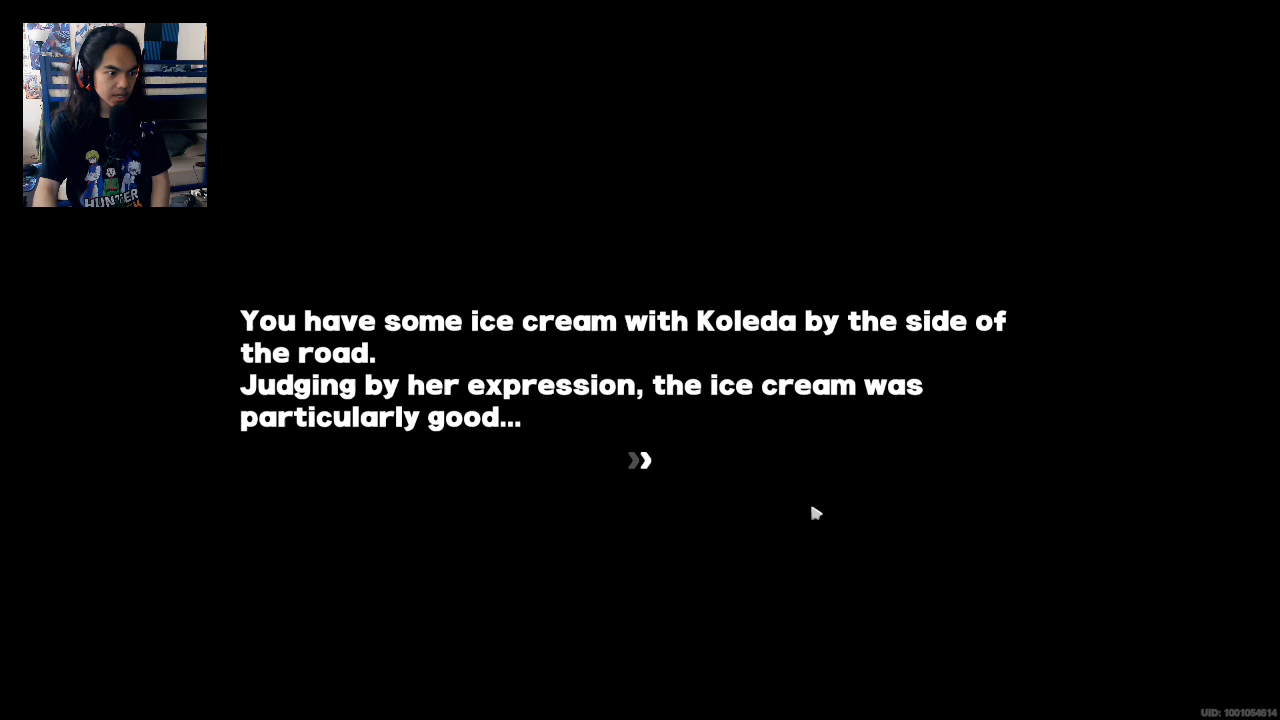 HUNTER
You have some ice cream with Koleda by the side of
the road.
Judging by her expression, the ice cream was
particularly good...
UID: 1001054614